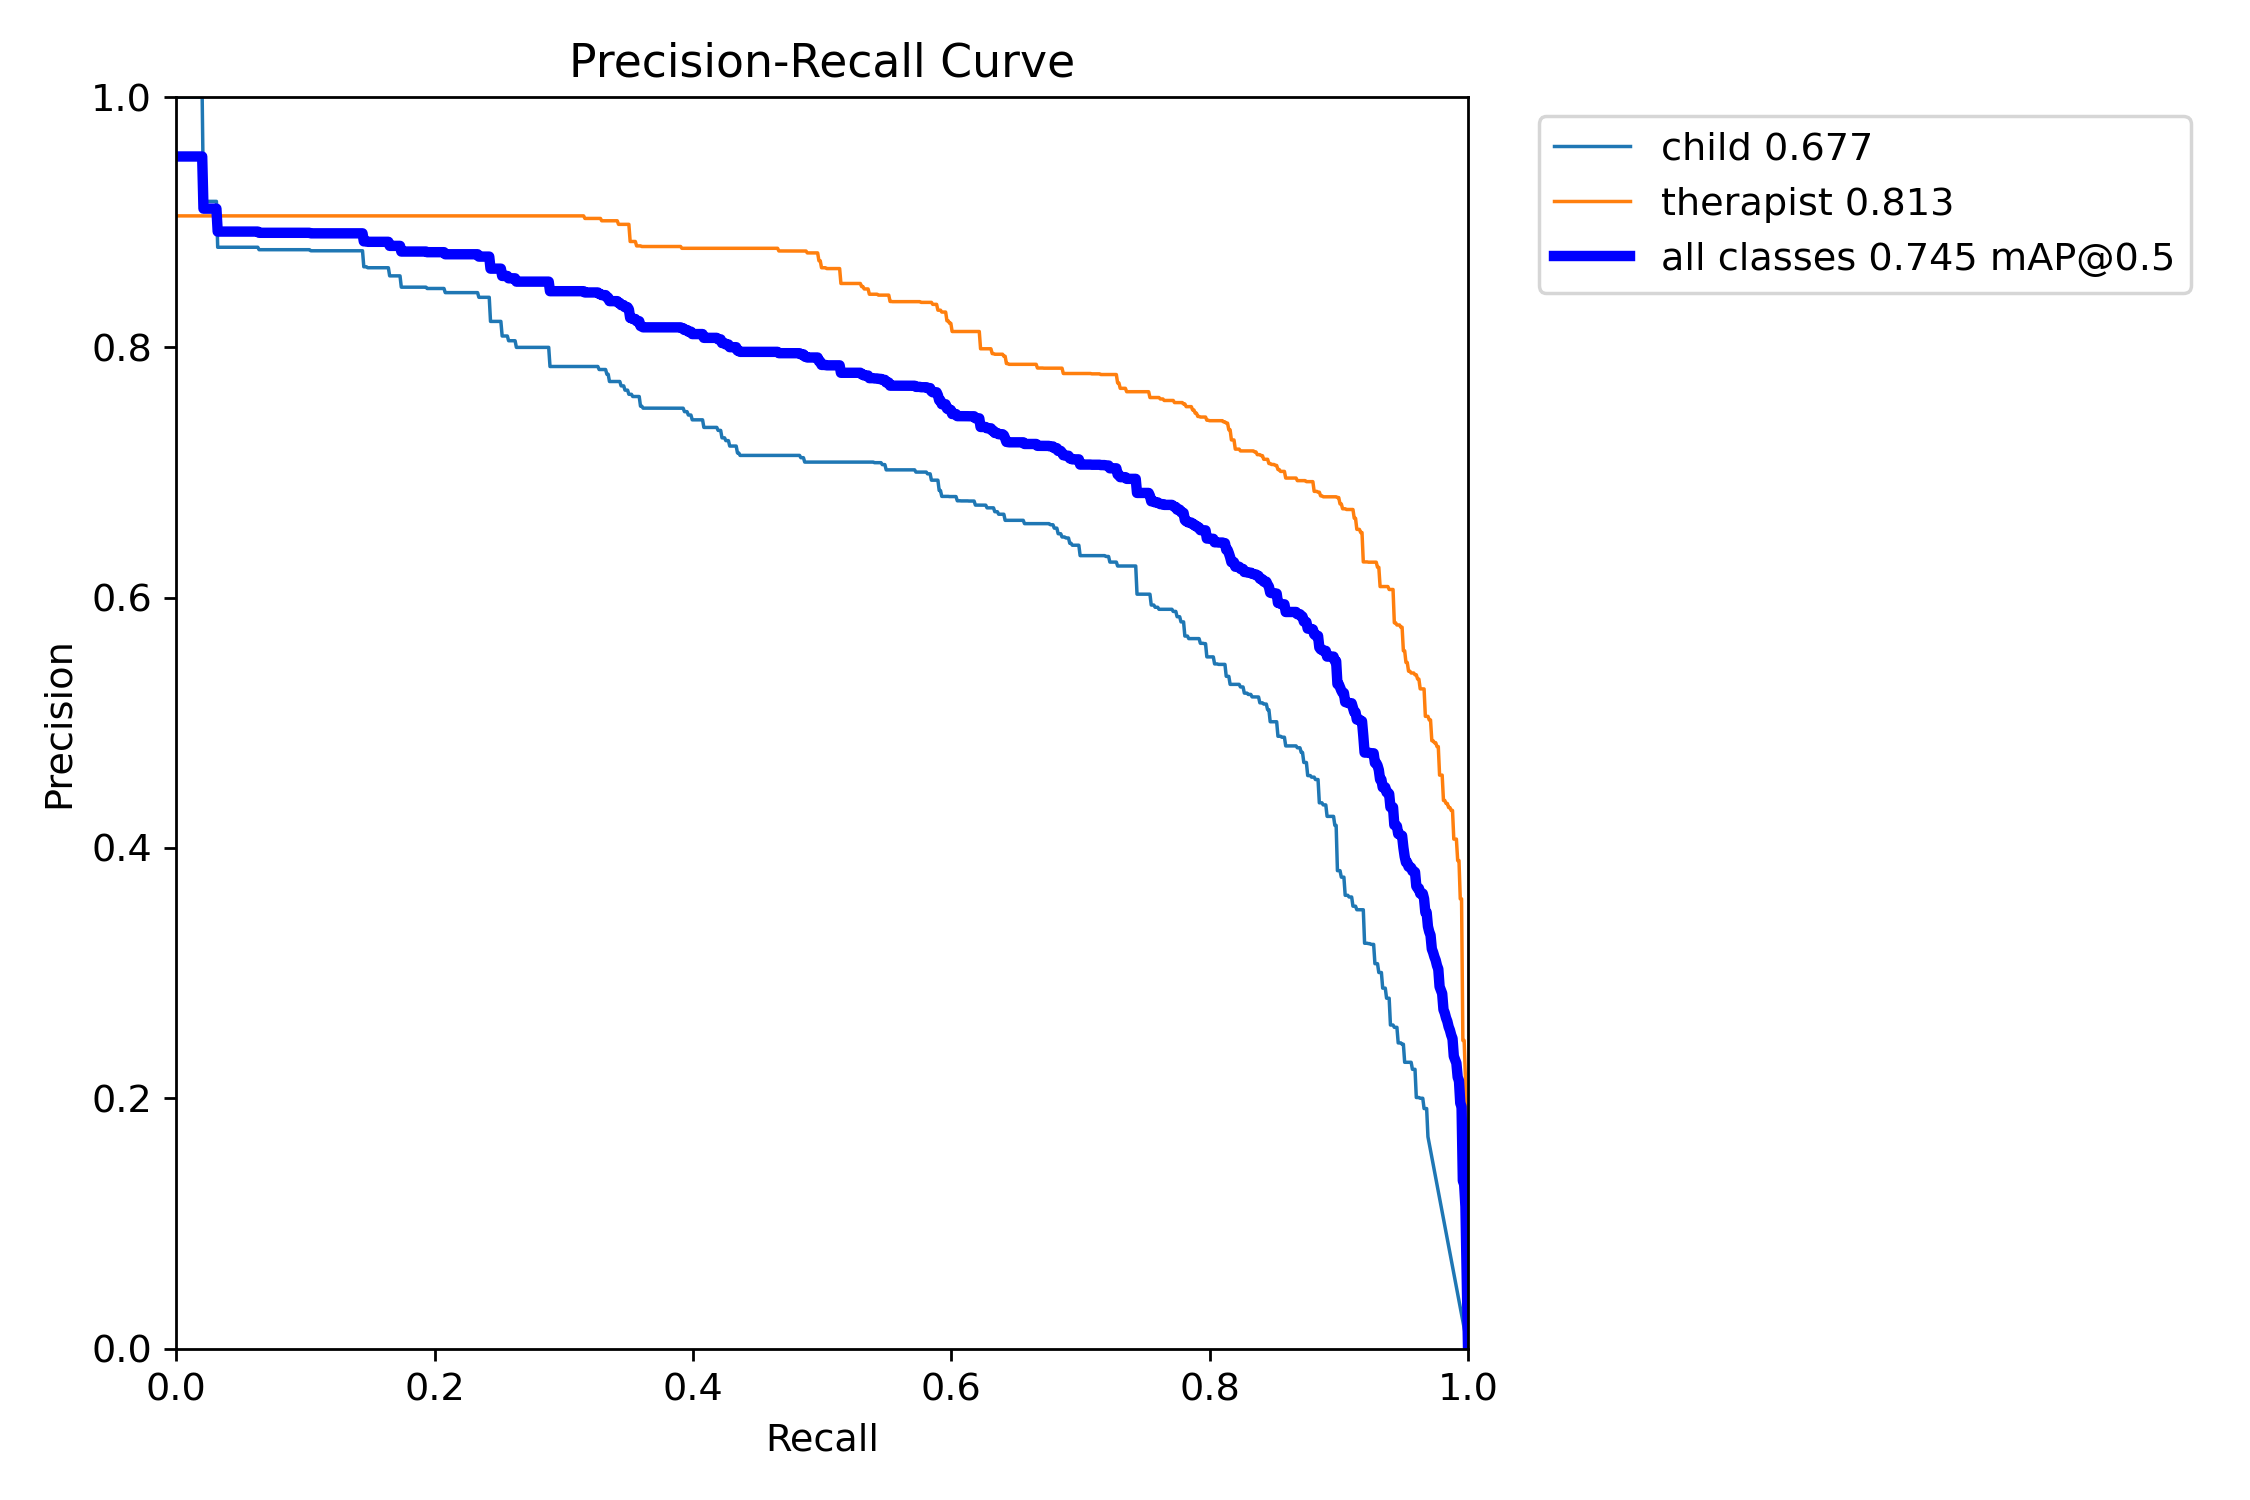 Precision-Recall Curve
1.0
0.8
0.6
0.4
0.2
0.0
Precision
0.0 0.2 0.4 0.6 0.8 1.0
Recall
child 0.677
therapist 0.813
all classes 0.745 mAP@0.5